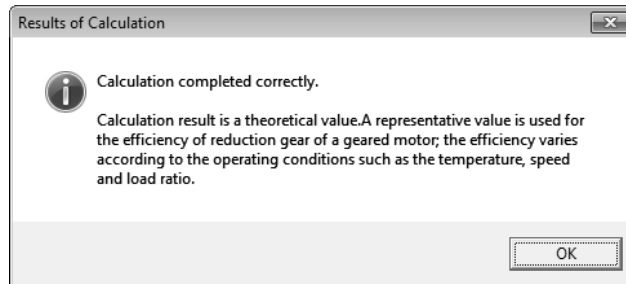 Results of Calculation
Calculation completed correctly.
Calculation result is a theoretical value.A representative value is used for
the efficiency of reduction gear of a geared motor; the efficiency varies
according to the operating conditions such as the temperature, speed
and load ratio.
OK